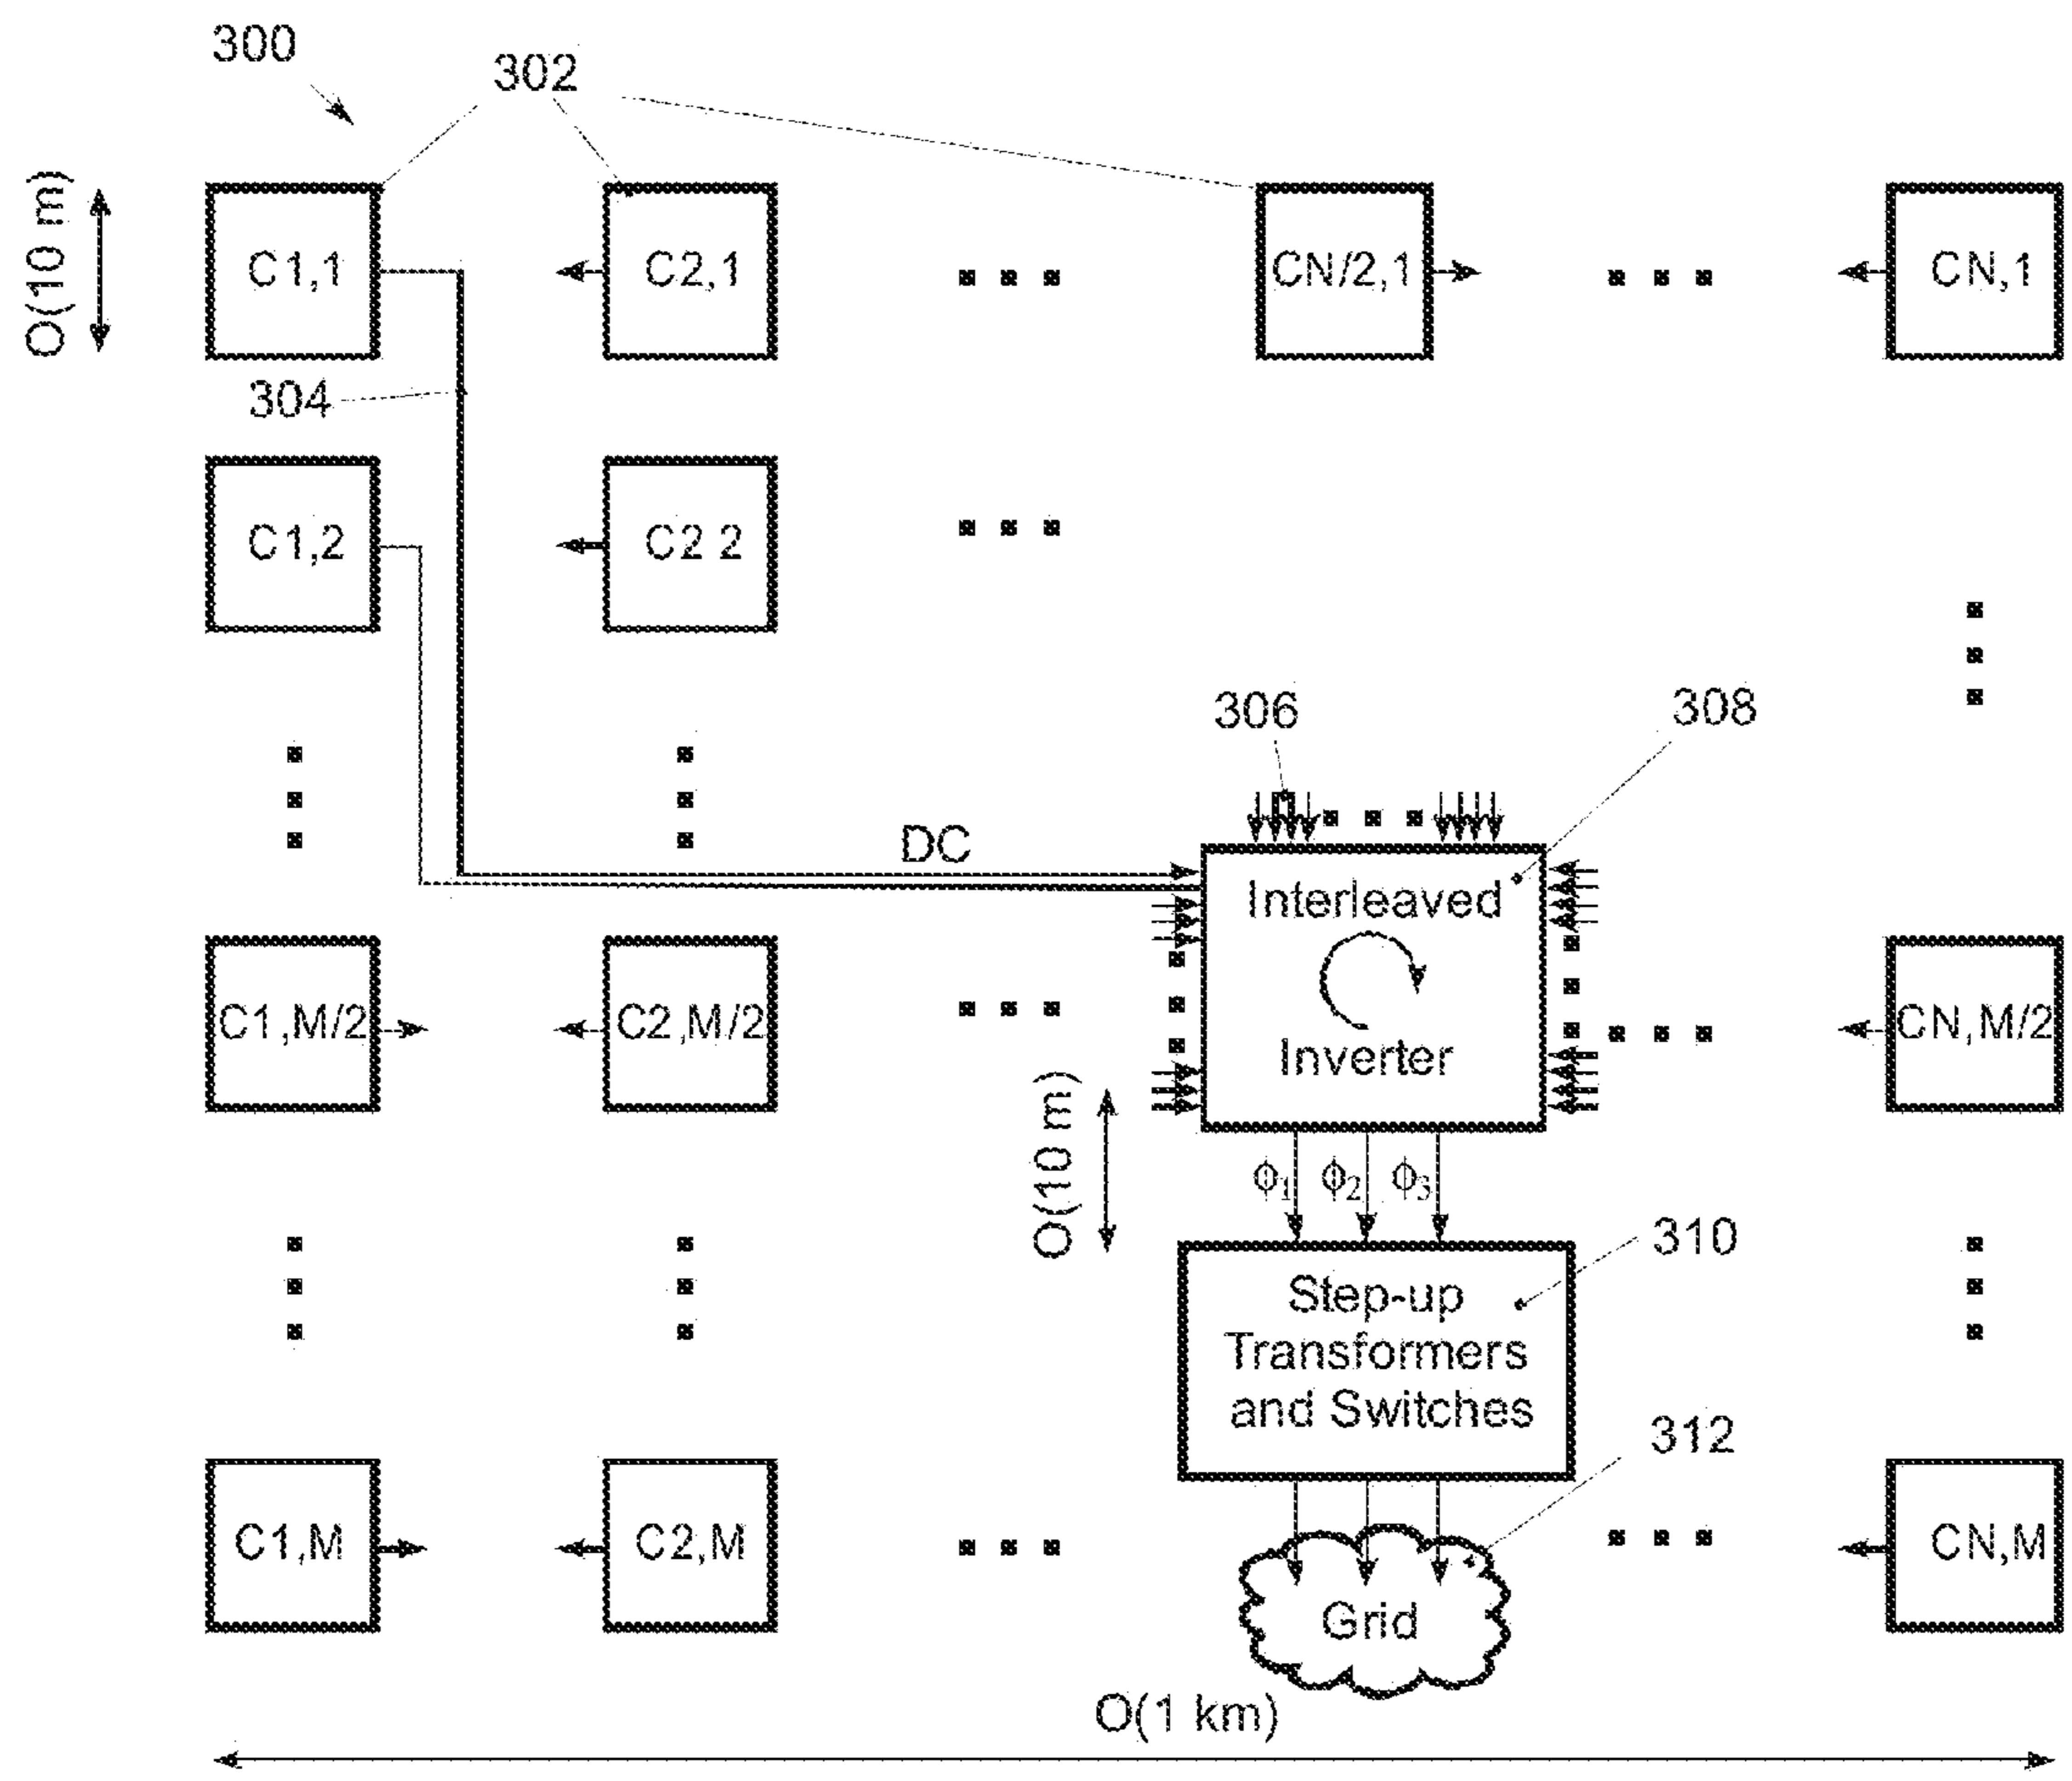 300
302
O(10 m)
C1,1
C2,1
CN/2,1
CN,1
304
C1,2
C2 2
306
308
DC
Interleaved
Inverter
C1,M/2
C2,M/2
CN,M/2
O(10 m)
ϕ1 ϕ2 ϕ3
310
Step-up
Transformers
and Switches
312
C1,M
C2,M
CN,M
Grid
O(1 km)